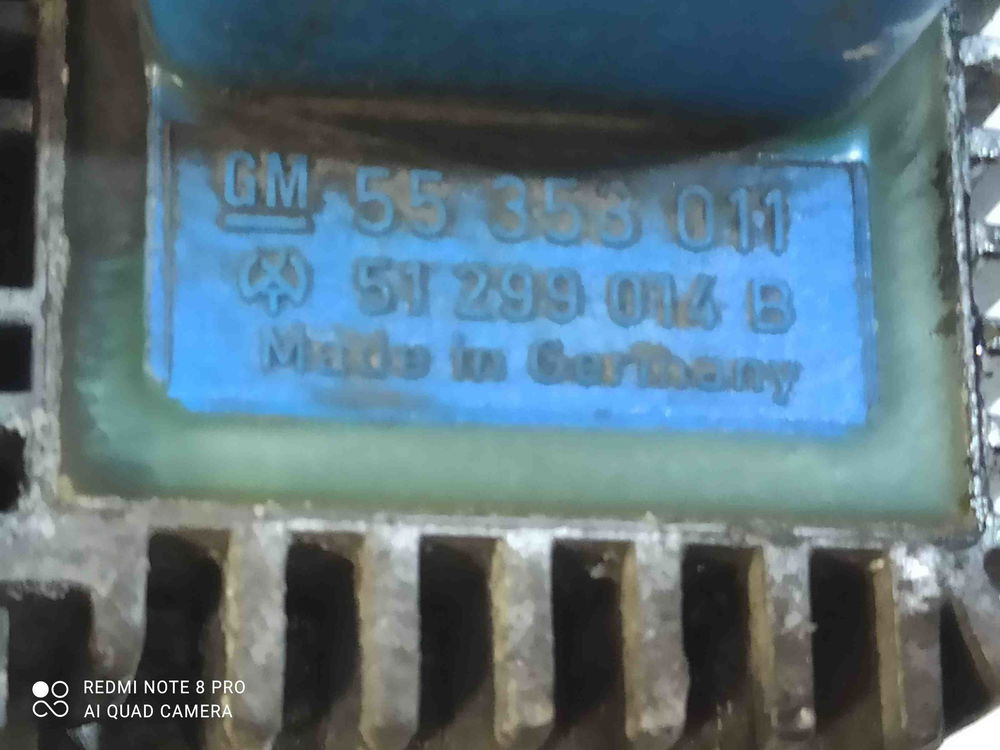 GM 55 353 011
51 299 014 B
Made in Germany
REDMI NOTE 8 PRO
AI QUAD CAMERA